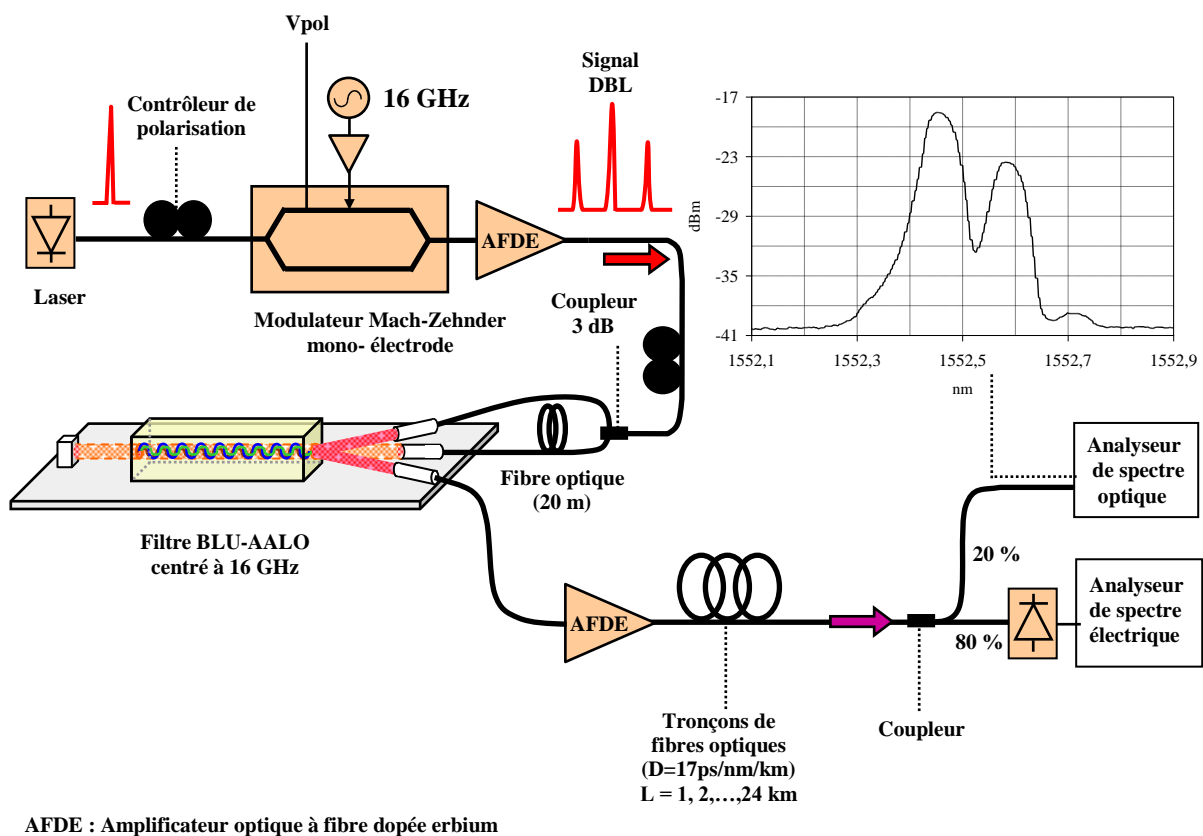 Vpol
Contrôleur de
polarisation
16 GHz
Signal
DBL
Laser
AFDE
Modulateur Mach-Zehnder
mono- électrode
Coupleur
3 dB
-17
-23
-29
-35
-41
dBm
1552,1
1552,3
1552,5
1552,7
1552,9
nm
Fibre optique
(20 m)
Filtre BLU-AALO
centré à 16 GHz
Analyseur
de spectre
optique
20 %
AFDE
80 %
Analyseur
de spectre
électrique
Tronçons de
fibres optiques
(D=17ps/nm/km)
L = 1, 2,…,24 km
Coupleur
AFDE : Amplificateur optique à fibre dopée erbium